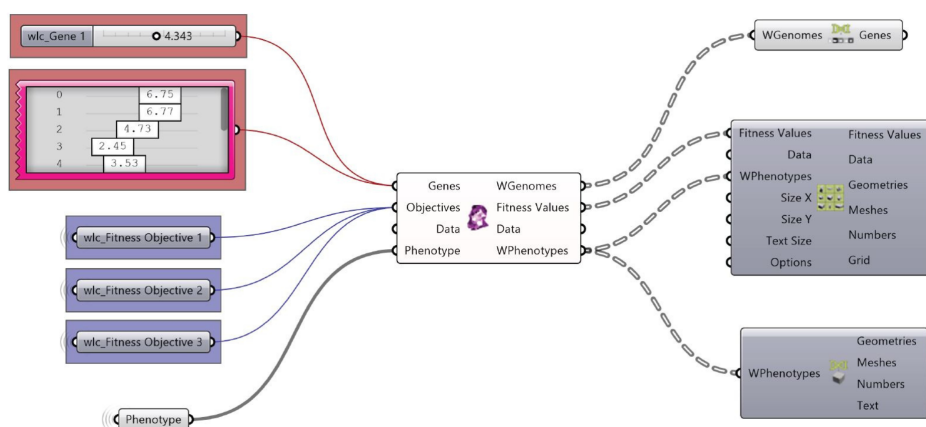 wlc_Gene 1
4.343
0 6.75
1 6.77
2 4.73
3 2.45
4 3.53
wlc_Fitness Objective 1
wlc_Fitness Objective 2
wlc_Fitness Objective 3
Phenotype
Genes WGenomes
Objectives Fitness Values
Data Data
Phenotype WPhenotypes
WGenomes Genes
Fitness Values Fitness Values
Data Data
WPhenotypes Geometries
Size X Meshes
Size Y Numbers
Text Size Grid
Options
WPhenotypes
Geometries
Meshes
Numbers
Text